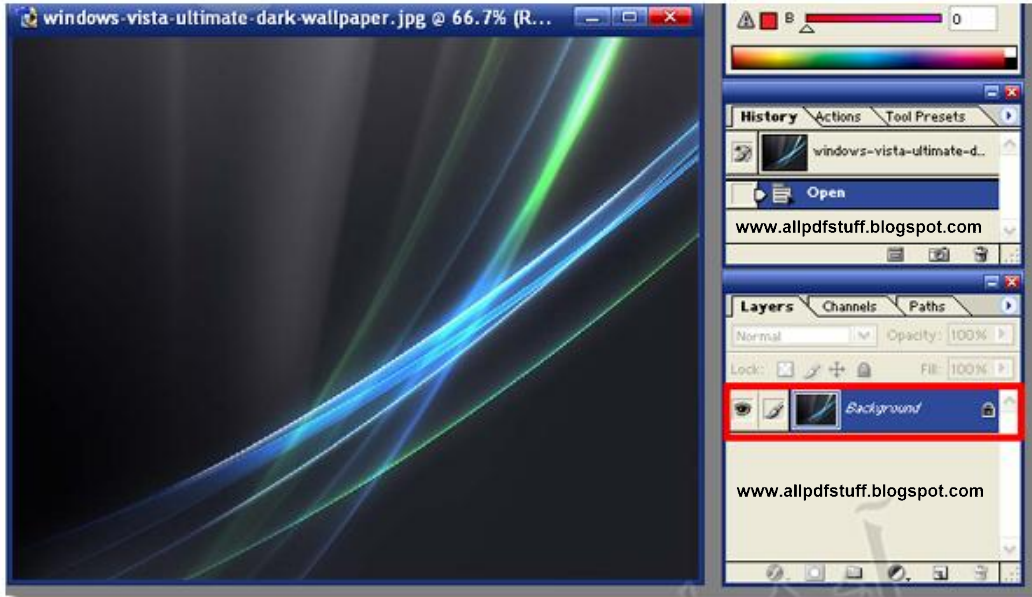 windows-vista-ultimate-dark-wallpaper.jpg @ 66.7% (R...
B 0
History Actions Tool Presets
windows-vista-ultimate-d...
Open
www.allpdfstuff.blogspot.com
Layers Channels Paths
Normal Opacity: 100%
Lock: Fill: 100%
Background
www.allpdfstuff.blogspot.com